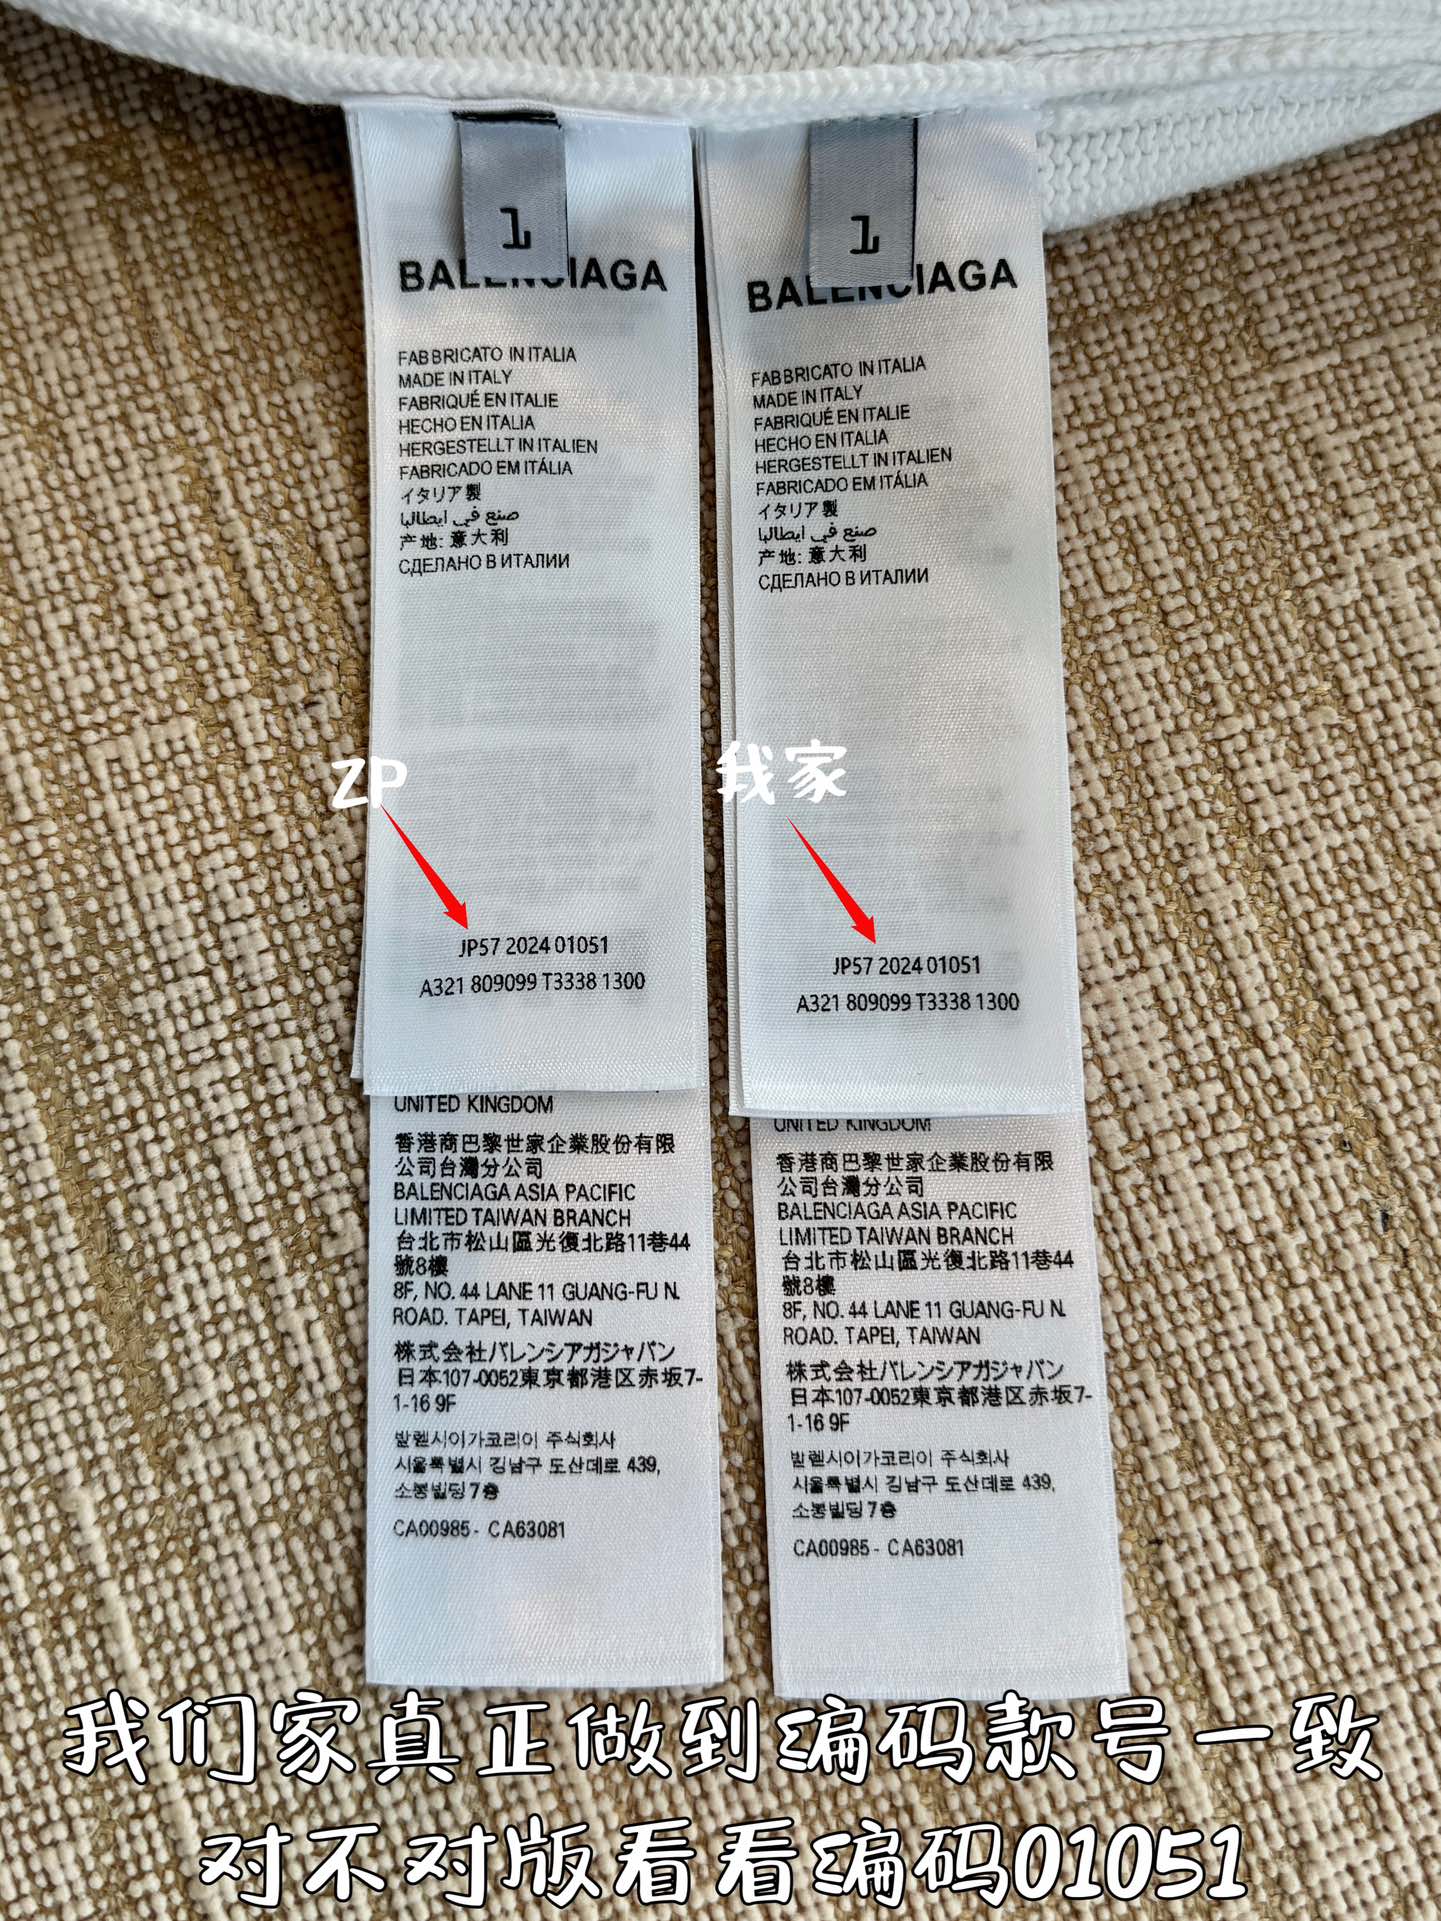 1
BALENCIAGA
FABBRICATO IN ITALIA
MADE IN ITALY
FABRIQUÉ EN ITALIE
HECHO EN ITALIA
HERGESTELLT IN ITALIEN
FABRICADO EM ITÁLIA
イタリア製
صنع في ايطاليا
产地: 意大利
СДЕЛАНО В ИТАЛИИ
ZP
JP57 2024 01051
A321 809099 T3338 1300
UNITED KINGDOM
香港商巴黎世家企業股份有限
公司台灣分公司
BALENCIAGA ASIA PACIFIC
LIMITED TAIWAN BRANCH
台北市松山區光復北路11巷44
號8樓
8F, NO. 44 LANE 11 GUANG-FU N.
ROAD. TAPEI, TAIWAN
株式会社バレンシアガジャパン
日本107-0052東京都港区赤坂7-
1-16 9F
발렌시아가코리아 주식회사
시울특별시 강남구 도산대로 439,
소봉빌딩 7층
CA00985 - CA63081
1
BALENCIAGA
FABBRICATO IN ITALIA
MADE IN ITALY
FABRIQUÉ EN ITALIE
HECHO EN ITALIA
HERGESTELLT IN ITALIEN
FABRICADO EM ITÁLIA
イタリア製
صنع في ايطاليا
产地: 意大利
СДЕЛАНО В ИТАЛИИ
我家
JP57 2024 01051
A321 809099 T3338 1300
UNITED KINGDOM
香港商巴黎世家企業股份有限
公司台灣分公司
BALENCIAGA ASIA PACIFIC
LIMITED TAIWAN BRANCH
台北市松山區光復北路11巷44
號8樓
8F, NO. 44 LANE 11 GUANG-FU N.
ROAD. TAPEI, TAIWAN
株式会社バレンシアガジャパン
日本107-0052東京都港区赤坂7-
1-16 9F
발렌시아가코리아 주식회사
시울특별시 강남구 도산대로 439,
소봉빌딩 7층
CA00985 - CA63081
我们家真正做到编码款号一致
对不对版看看编码01051